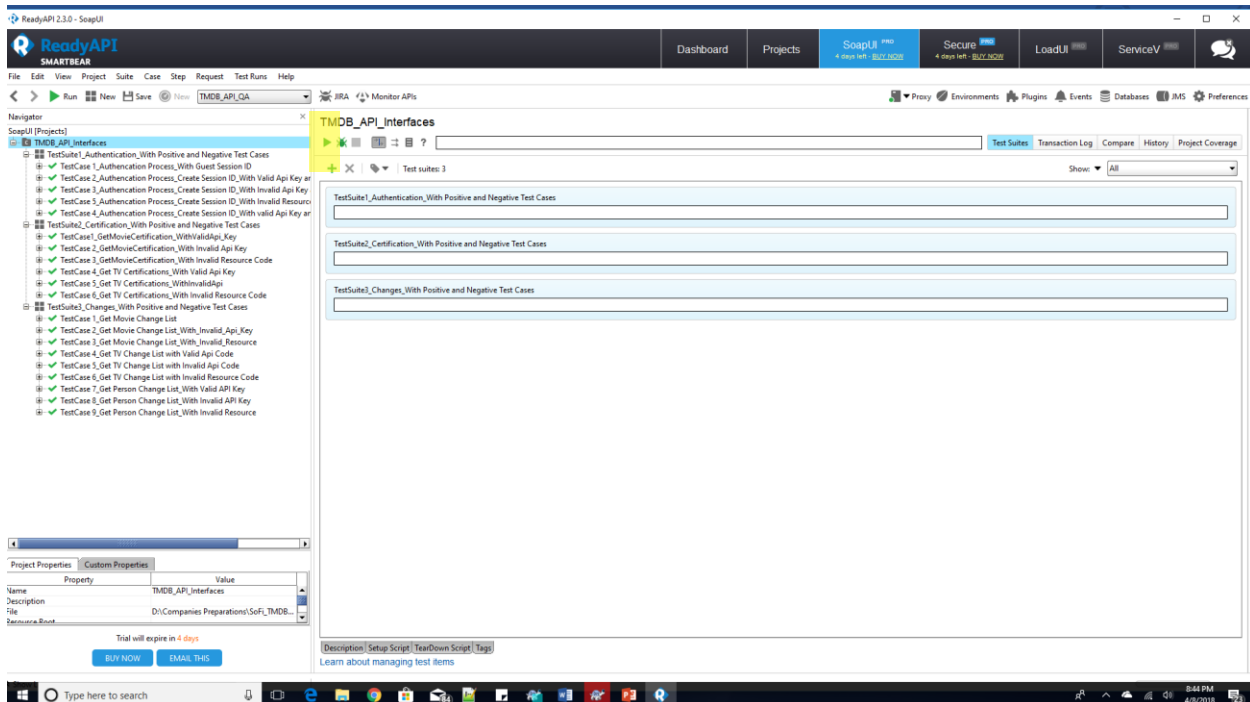 ReadyAPI 2.3.0 - SoapUI
ReadyAPI
SMARTBEAR
Dashboard
Projects
SoapUI PRO
4 days left - BUY NOW
Secure PRO
4 days left - BUY NOW
LoadUI PRO
ServiceV PRO
File Edit View Project Suite Case Step Request Test Runs Help
Run New Save New TMDB_API_QA JIRA Monitor APIs Proxy Environments Plugins Events Databases JMS Preferences
Navigator
SoapUI [Projects]
TMDB_API_Interfaces
TestSuite1_Authentication_With Positive and Negative Test Cases
TestCase 1_Authencation Process_With Guest Session ID
TestCase 2_Authencation Process_Create Session ID_With Valid Api Key ar
TestCase 3_Authencation Process_Create Session ID_With Invalid Api Key
TestCase 5_Authencation Process_Create Session ID_With Invalid Resource
TestCase 4_Authencation Process_Create Session ID_With valid Api Key ar
TestSuite2_Certification_With Positive and Negative Test Cases
TestCase1_GetMovieCertification_WithValidApi_Key
TestCase 2_GetMovieCertification_With Invalid Api Key
TestCase 3_GetMovieCertification_With Invalid Resource Code
TestCase 4_Get TV Certifications_With Valid Api Key
TestCase 5_Get TV Certifications_WithInvalidApi
TestCase 6_Get TV Certifications_With Invalid Resource Code
TestSuite3_Changes_With Positive and Negative Test Cases
TestCase 1_Get Movie Change List
TestCase 2_Get Movie Change List_With_Invalid_Api_Key
TestCase 3_Get Movie Change List_With_Invalid_Resource
TestCase 4_Get TV Change List with Valid Api Code
TestCase 5_Get TV Change List with Invalid Api Code
TestCase 6_Get TV Change List with Invalid Resource Code
TestCase 7_Get Person Change List_With Valid API Key
TestCase 8_Get Person Change List_With Invalid API Key
TestCase 9_Get Person Change List_With Invalid Resource
Project Properties Custom Properties
Property Value
Name TMDB_API_Interfaces
Description
File D:\Companies Preparations\SoFi_TMDB...
Resource Root
Trial will expire in 4 days
BUY NOW EMAIL THIS
TMDB_API_Interfaces
Test Suites Transaction Log Compare History Project Coverage
Test suites: 3 Show: All
TestSuite1_Authentication_With Positive and Negative Test Cases
TestSuite2_Certification_With Positive and Negative Test Cases
TestSuite3_Changes_With Positive and Negative Test Cases
Description Setup Script TearDown Script Tags
Learn about managing test items
Type here to search
8:44 PM
4/8/2018